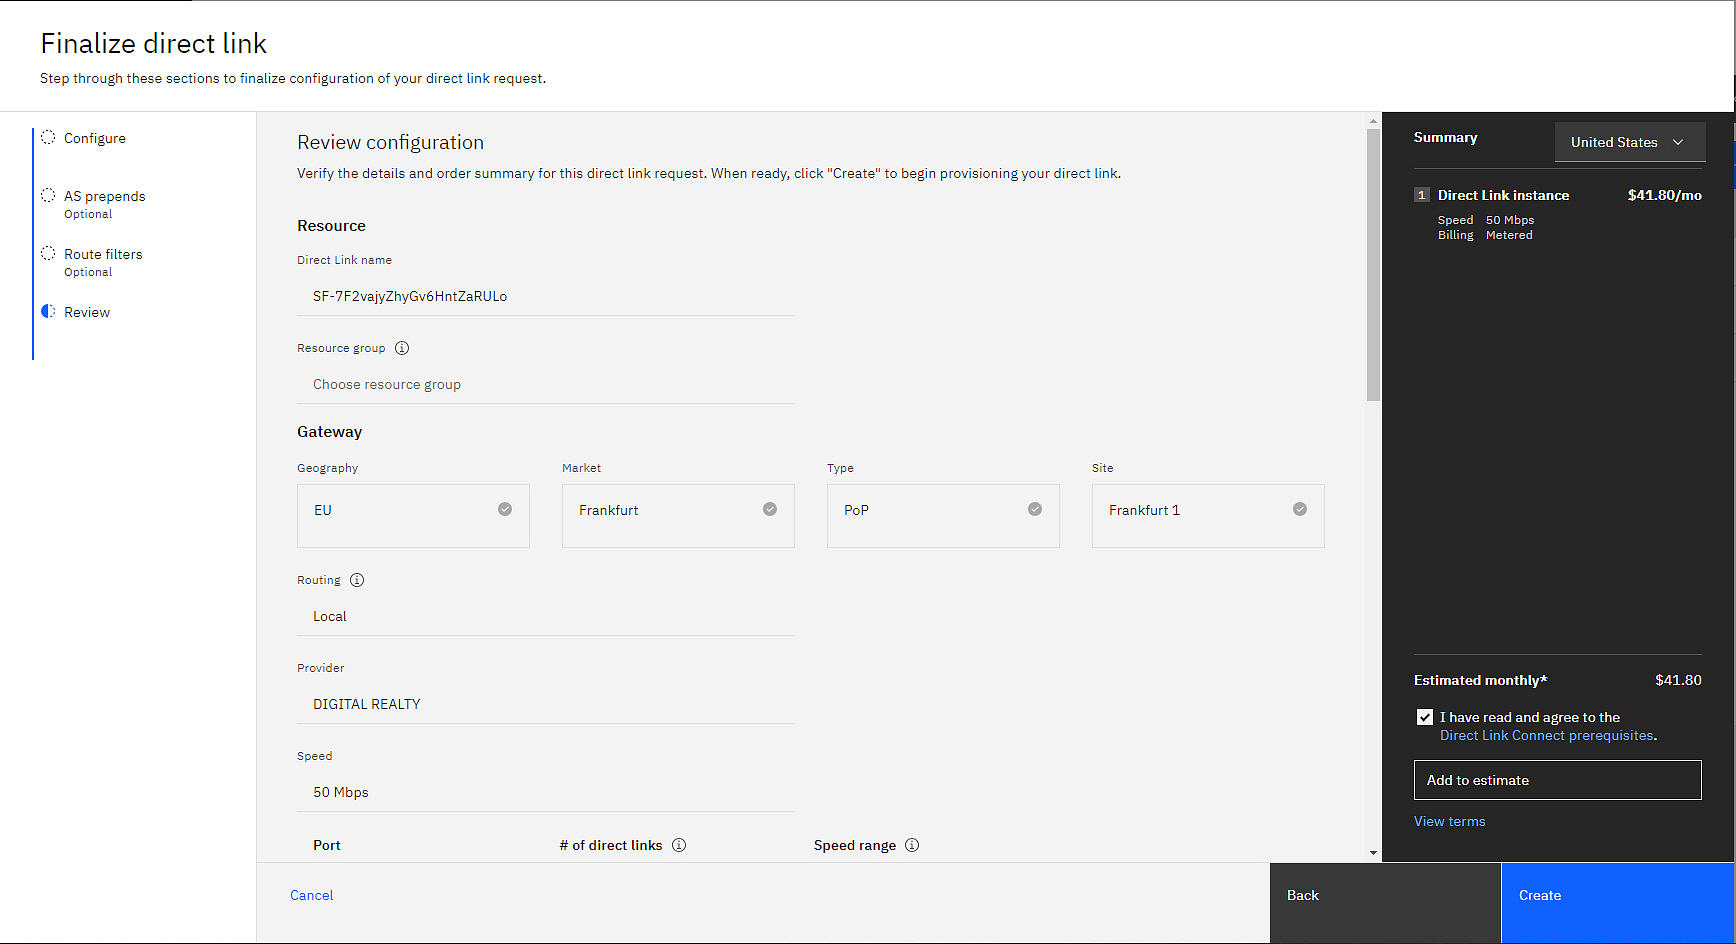 Finalize direct link
Step through these sections to finalize configuration of your direct link request.
Configure
AS prepends
Optional
Route filters
Optional
Review
Review configuration
Verify the details and order summary for this direct link request. When ready, click "Create" to begin provisioning your direct link.
Resource
Direct Link name
SF-7F2vajyZhyGv6HntZaRULo
Resource group
Choose resource group
Gateway
Geography Market Type Site
EU Frankfurt PoP Frankfurt 1
Routing
Local
Provider
DIGITAL REALTY
Speed
50 Mbps
Port # of direct links Speed range
Summary United States
1 Direct Link instance $41.80/mo
Speed 50 Mbps
Billing Metered
Estimated monthly* $41.80
I have read and agree to the
Direct Link Connect prerequisites.
Add to estimate
View terms
Cancel Back Create